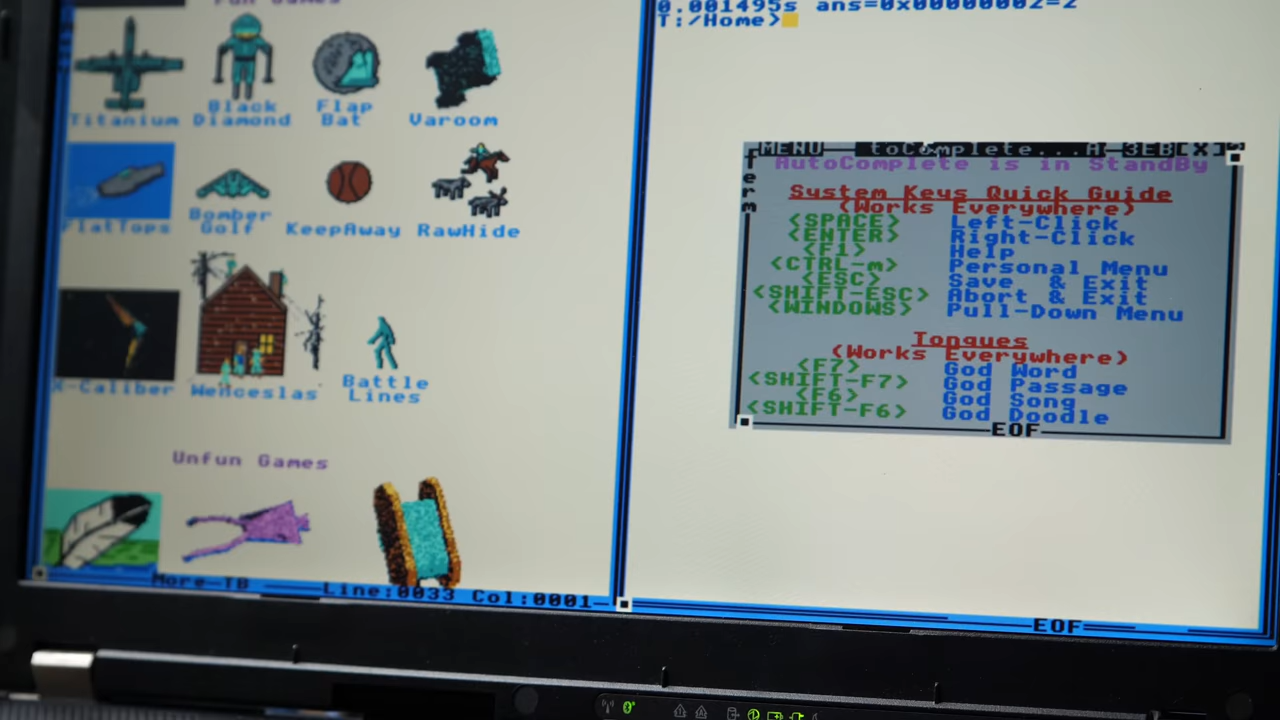 Fun Games
Titanium
Black
Diamond
Flap
Bat
Varoom
FlatTops
Bomber
Golf
KeepAway
RawHide
X-Caliber
Wenceslas
Battle
Lines
Unfun Games
More-TB Line:0033 Col:0001
0.001495s ans=0x00000002=2
T:/Home>
MENU toComplete...A 3EB[X]
Term
AutoComplete is in StandBy
System Keys Quick Guide
(Works Everywhere)
<SPACE> Left-Click
<ENTER> Right-Click
<F1> Help
<CTRL-m> Personal Menu
<ESC> Save & Exit
<SHIFT-ESC> Abort & Exit
<WINDOWS> Pull-Down Menu
Tongues
(Works Everywhere)
<F7> God Word
<SHIFT-F7> God Passage
<F6> God Song
<SHIFT-F6> God Doodle
EOF
EOF